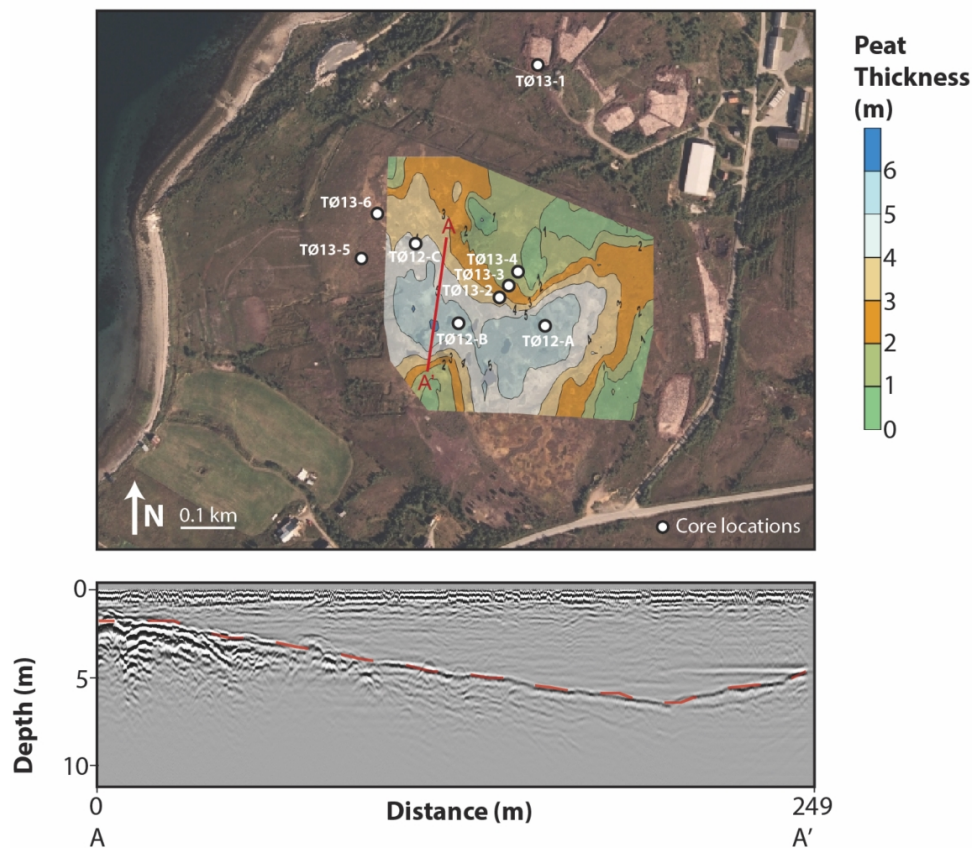 Peat
Thickness
(m)
6
5
4
3
2
1
0
TØ13-1
TØ13-6
TØ13-5
TØ12-C
A
TØ13-4
TØ13-3
TØ13-2
TØ12-B
TØ12-A
A'
N
0.1 km
Core locations
0
5
10
Depth (m)
0
Distance (m)
249
A
A'